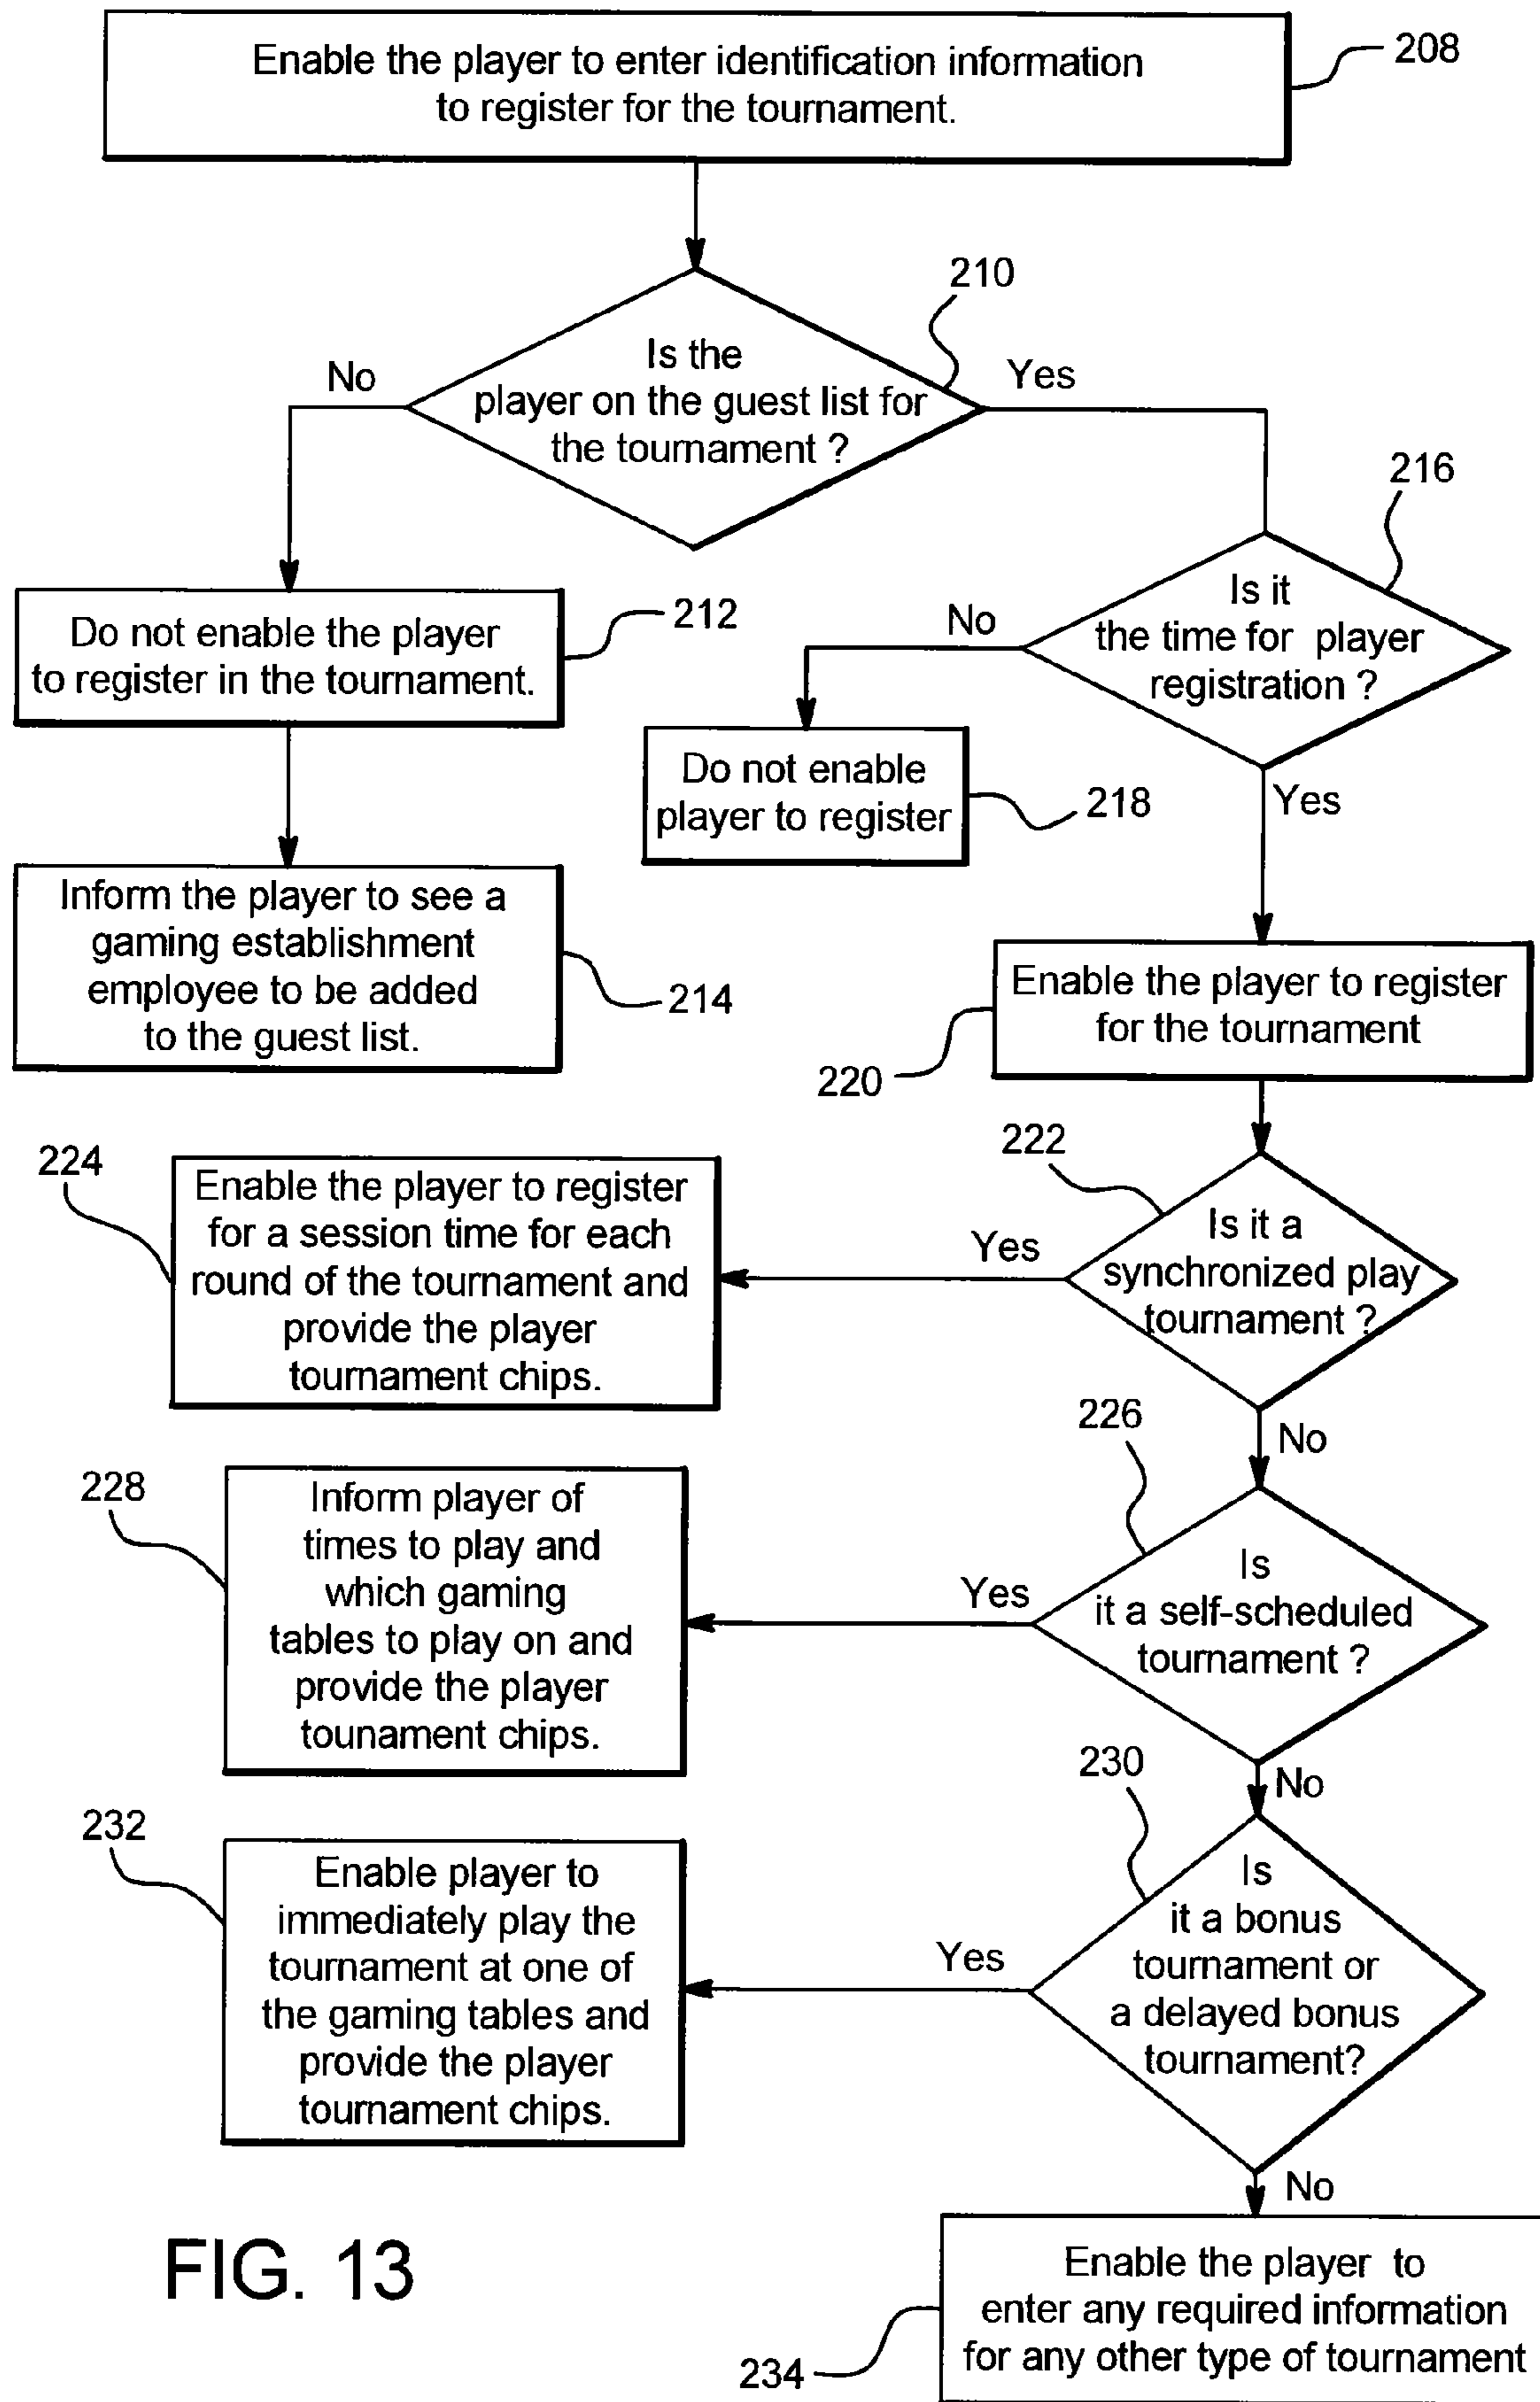 Enable the player to enter identification information
to register for the tournament.
208
210
Is the
player on the guest list for
the tournament ?
No
Yes
216
Is it
the time for player
registration ?
No
Yes
Do not enable the player
to register in the tournament.
212
Do not enable
player to register
218
Inform the player to see a
gaming establishment
employee to be added
to the guest list.
214
Enable the player to register
for the tournament
220
222
Is it a
synchronized play
tournament ?
Yes
No
224
Enable the player to register
for a session time for each
round of the tournament and
provide the player
tournament chips.
226
Is
it a self-scheduled
tournament ?
Yes
No
228
Inform player of
times to play and
which gaming
tables to play on and
provide the player
tounament chips.
230
Is
it a bonus
tournament or
a delayed bonus
tournament?
Yes
No
232
Enable player to
immediately play the
tournament at one of
the gaming tables and
provide the player
tournament chips.
Enable the player to
enter any required information
for any other type of tournament
234
FIG. 13